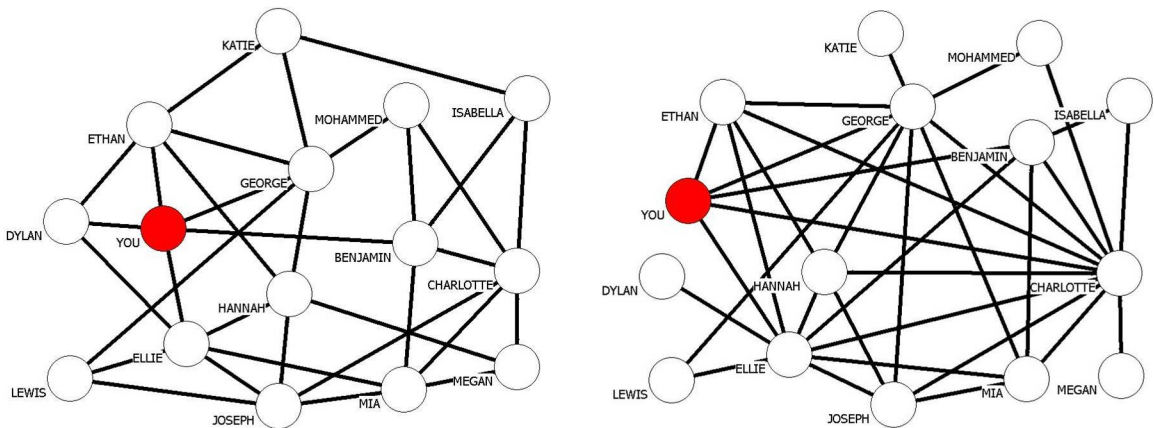 KATIE
MOHAMMED
ISABELLA
ETHAN
GEORGE
DYLAN
YOU
BENJAMIN
CHARLOTTE
HANNAH
ELLIE
LEWIS
JOSEPH
MIA
MEGAN
KATIE
MOHAMMED
ETHAN
GEORGE
ISABELLA
BENJAMIN
YOU
DYLAN
HANNAH
CHARLOTTE
ELLIE
LEWIS
JOSEPH
MIA
MEGAN